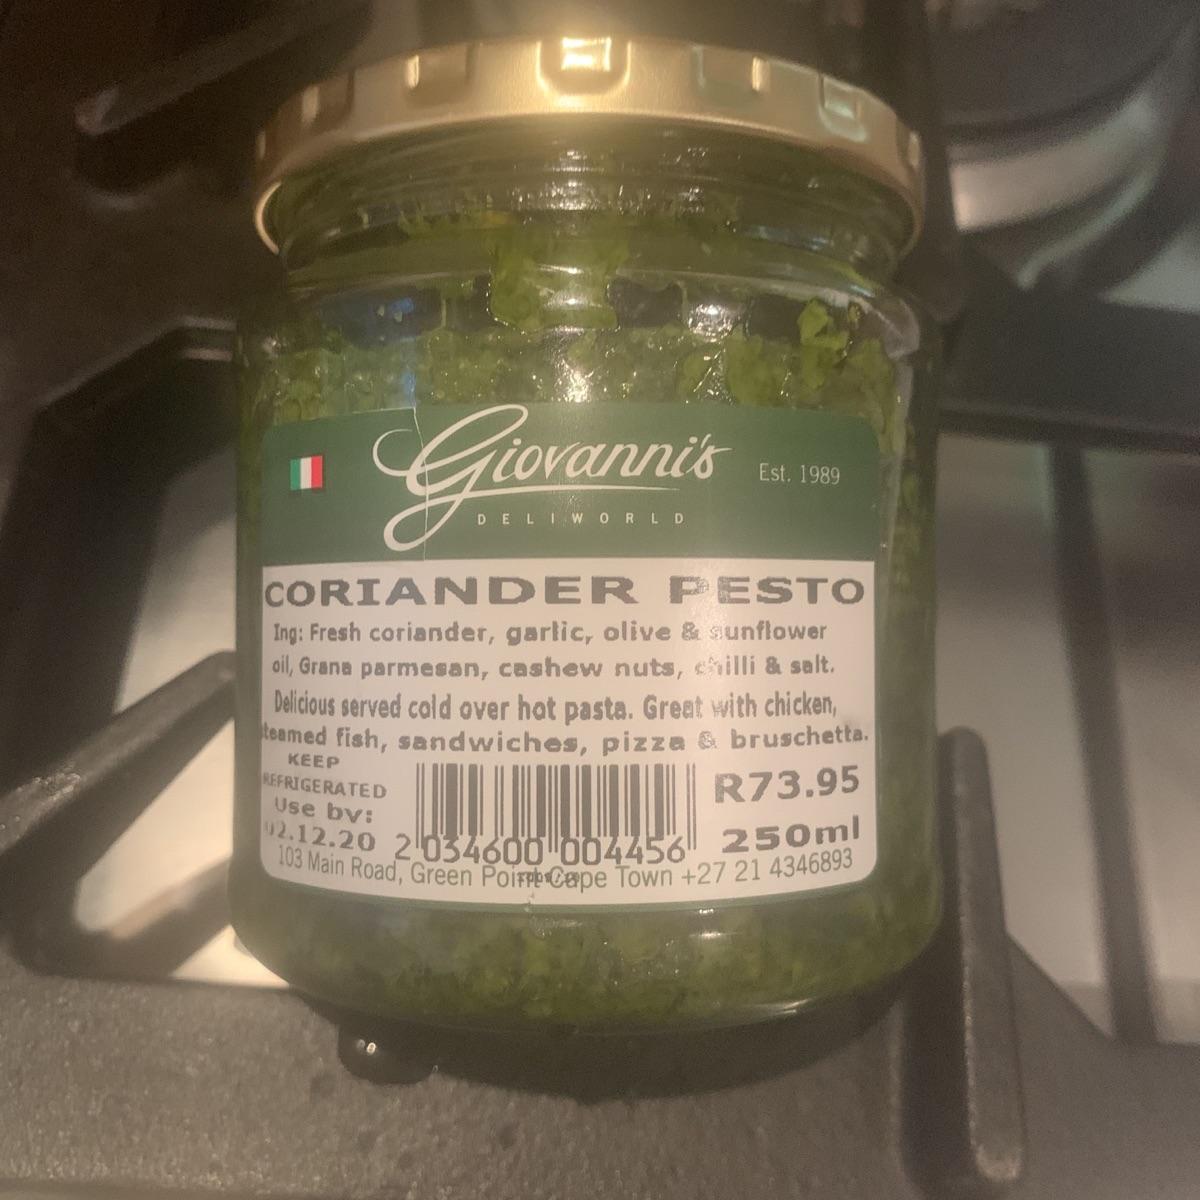 Giovanni's Est. 1989
DELIWORLD
CORIANDER PESTO
Ing: Fresh coriander, garlic, olive & sunflower
oil, Grana parmesan, cashew nuts, chilli & salt.
Delicious served cold over hot pasta. Great with chicken,
steamed fish, sandwiches, pizza & bruschetta.
KEEP
REFRIGERATED
Use by:
02.12.20
2 034600 004456
R73.95
250ml
103 Main Road, Green Point Cape Town +27 21 4346893